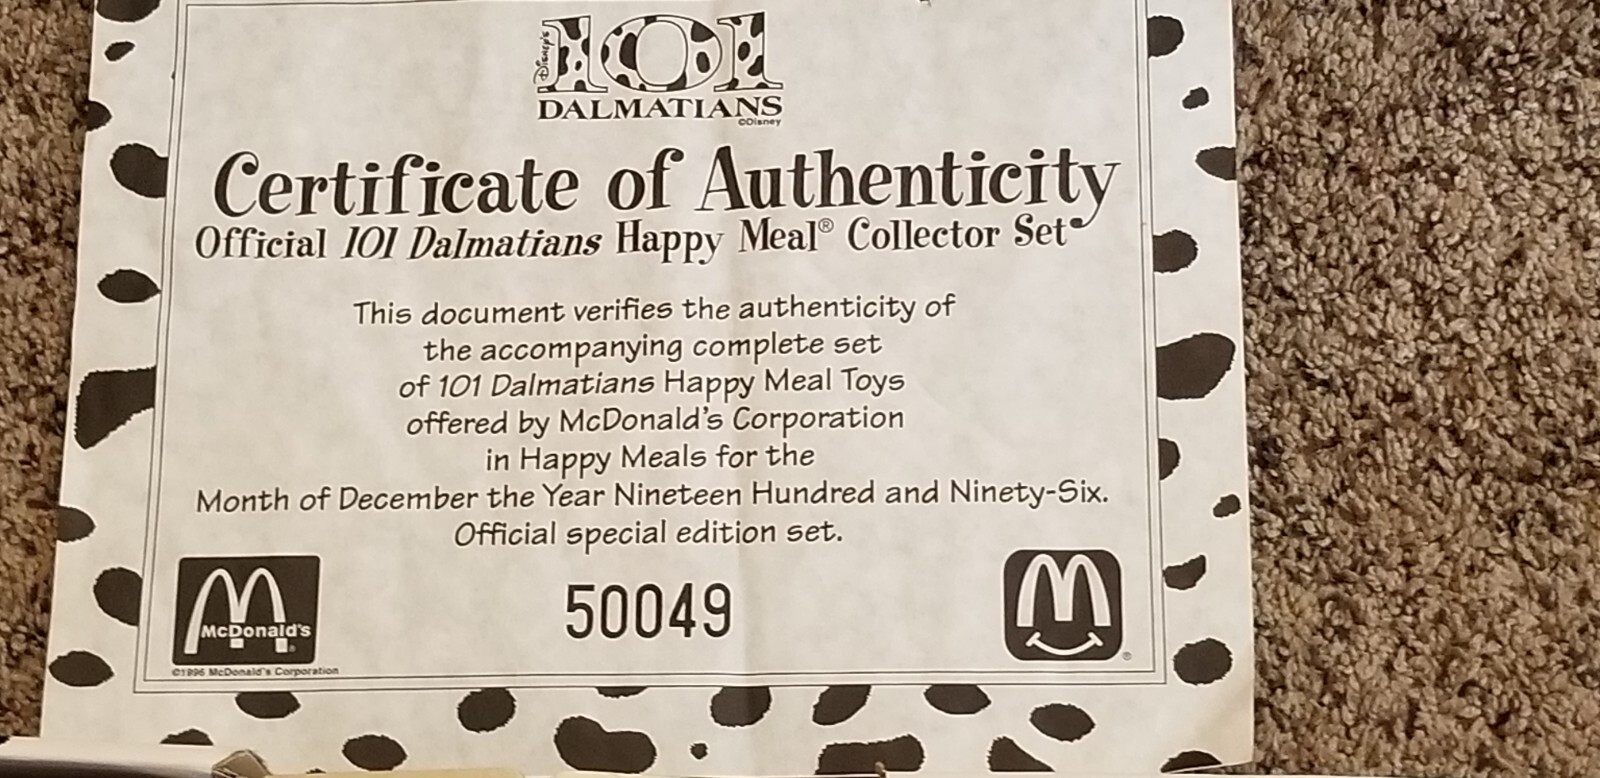 Disney's
101
DALMATIANS
©Disney
Certificate of Authenticity
Official 101 Dalmatians Happy Meal® Collector Set
This document verifies the authenticity of
the accompanying complete set
of 101 Dalmatians Happy Meal Toys
offered by McDonald's Corporation
in Happy Meals for the
Month of December the Year Nineteen Hundred and Ninety-Six.
Official special edition set.
McDonald's®
50049
®
©1996 McDonald's Corporation